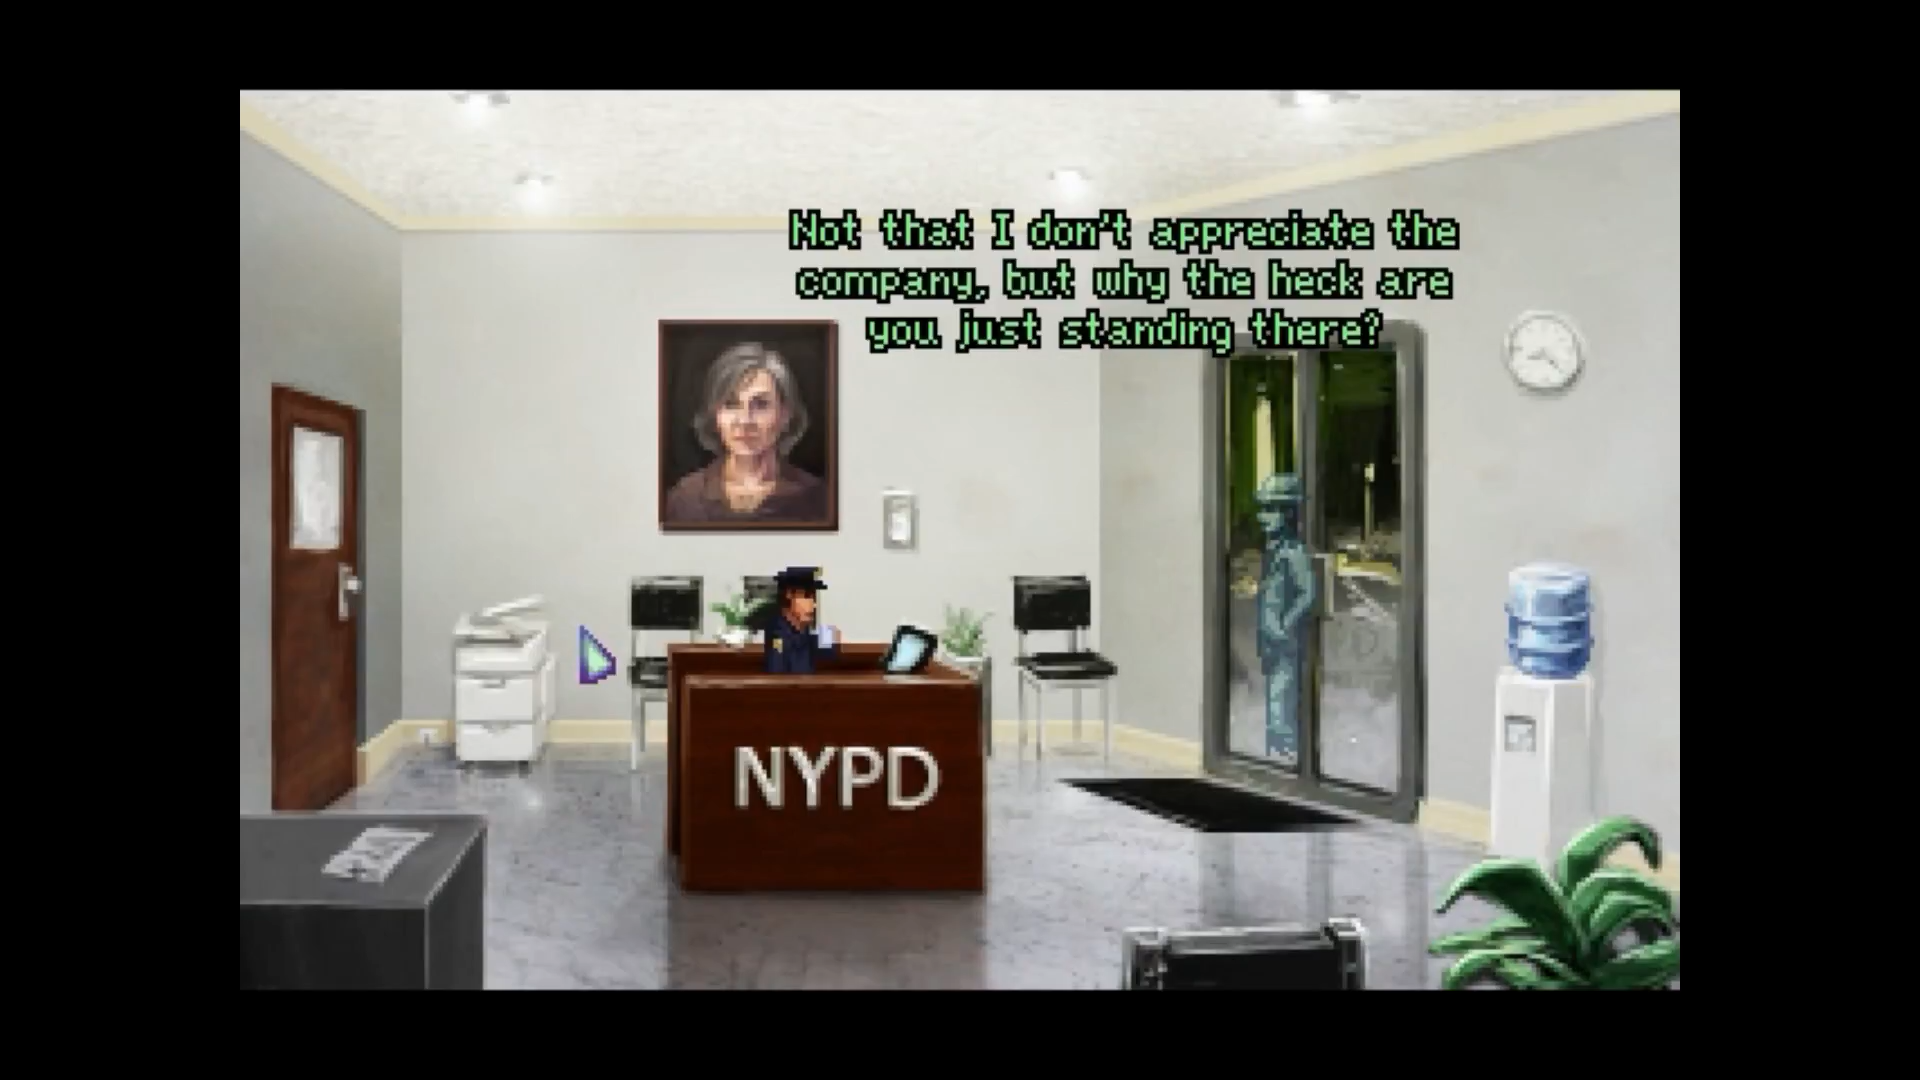 Not that I don't appreciate the
company, but why the heck are
you just standing there?
NYPD